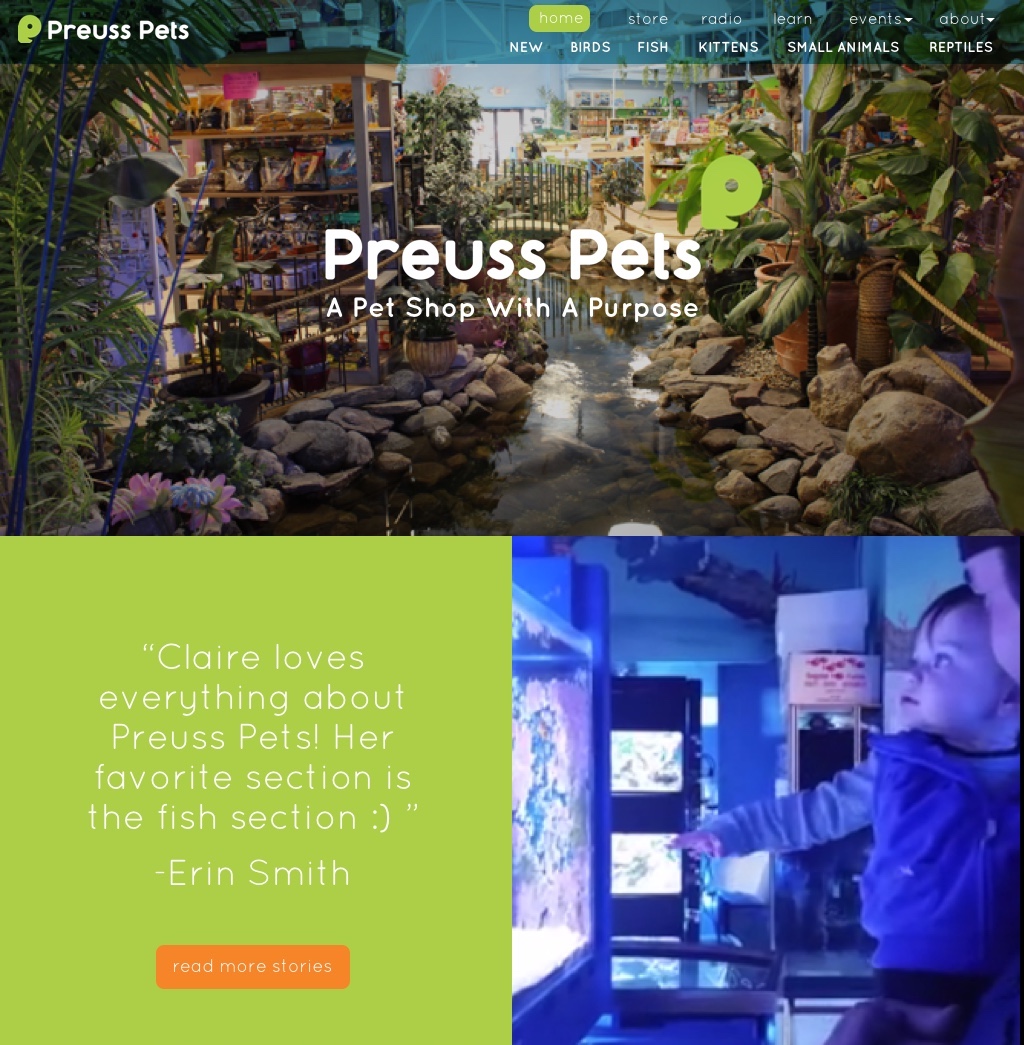 Preuss Pets
home store radio learn events about
NEW BIRDS FISH KITTENS SMALL ANIMALS REPTILES
Preuss Pets
A Pet Shop With A Purpose
“Claire loves
everything about
Preuss Pets! Her
favorite section is
the fish section :) ”
-Erin Smith
read more stories